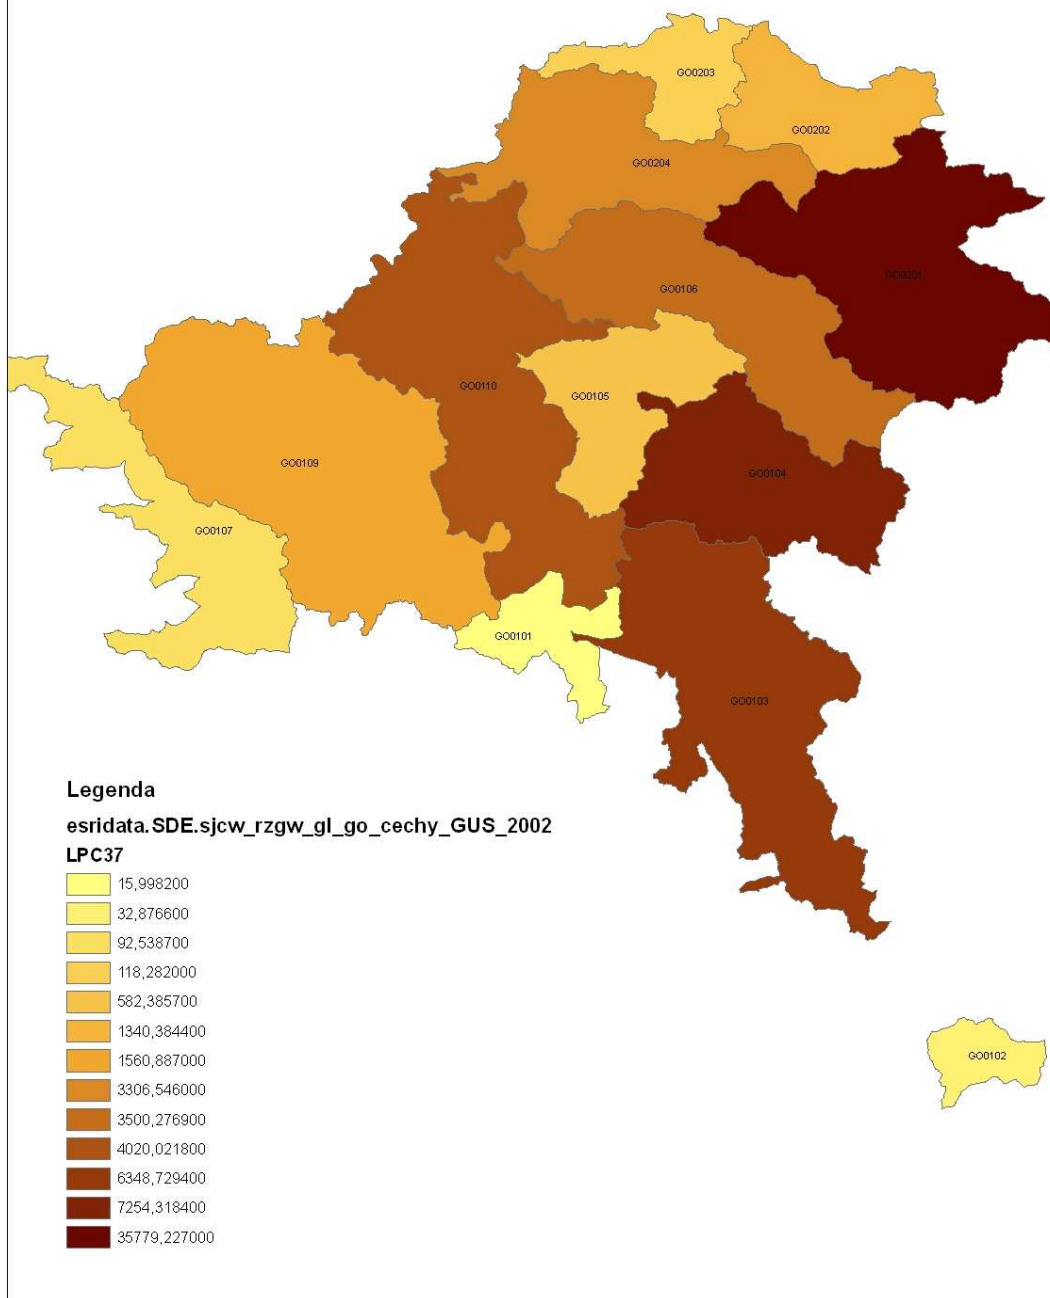 GO0203
GO0202
GO0204
GO0201
GO0106
GO0110
GO0105
GO0109
GO0104
GO0107
GO0101
GO0103
Legenda
esridata.SDE.sjcw_rzgw_gl_go_cechy_GUS_2002
LPC37
15,998200
32,876600
92,538700
118,282000
582,385700
1340,384400
1560,887000
3306,546000
3500,276900
4020,021800
6348,729400
7254,318400
35779,227000
GO0102